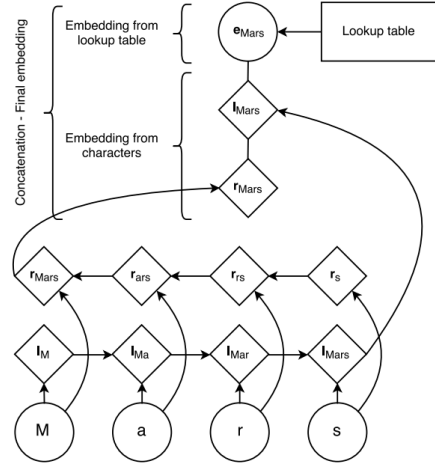 Concatenation - Final embedding
Embedding from
lookup table
e_Mars
Lookup table
Embedding from
characters
l_Mars
r_Mars
r_Mars
r_ars
r_rs
r_s
l_M
l_Ma
l_Mar
l_Mars
M
a
r
s